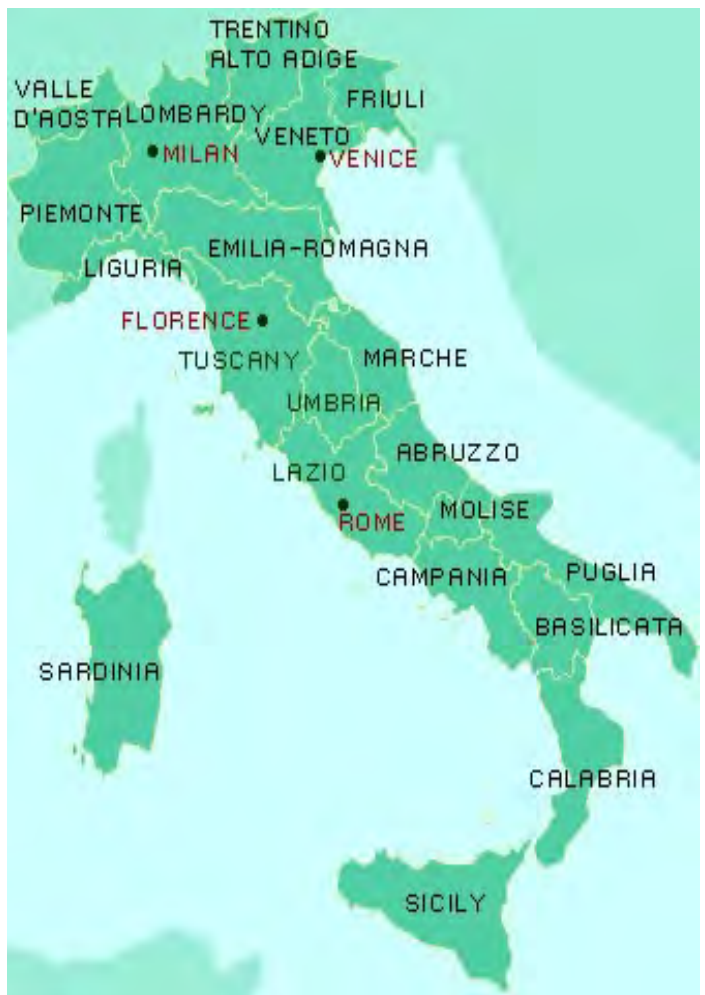 TRENTINO
ALTO ADIGE
VALLE
D'AOSTA
LOMBARDY
FRIULI
VENETO
MILAN
VENICE
PIEMONTE
EMILIA-ROMAGNA
LIGURIA
FLORENCE
TUSCANY
MARCHE
UMBRIA
ABRUZZO
LAZIO
MOLISE
ROME
CAMPANIA
PUGLIA
BASILICATA
SARDINIA
CALABRIA
SICILY